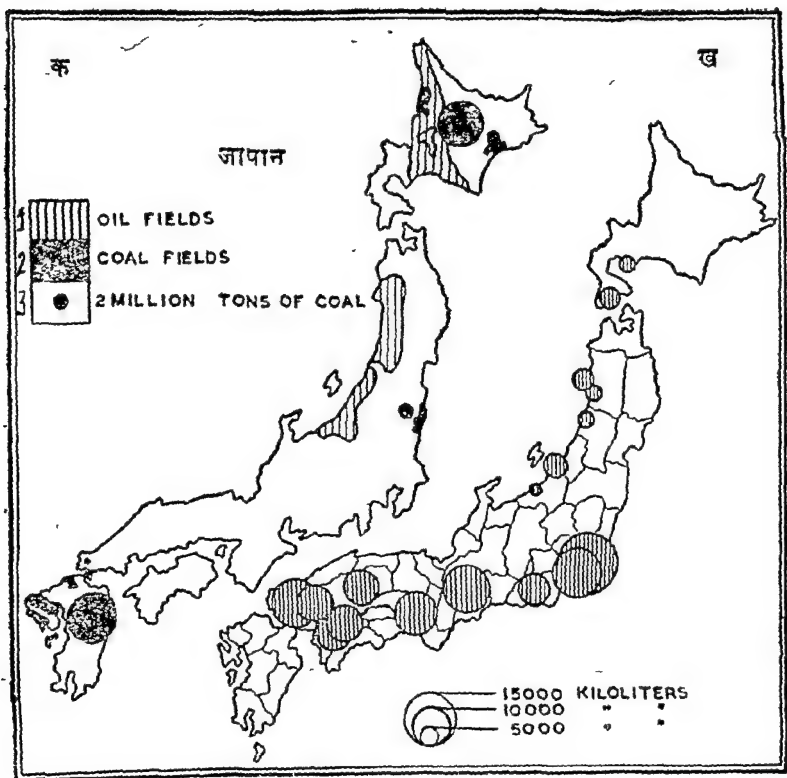 क
ख
जापान
1 OIL FIELDS
2 COAL FIELDS
3 2 MILLION TONS OF COAL
15000 KILOLITERS
10000 " "
5000 " "